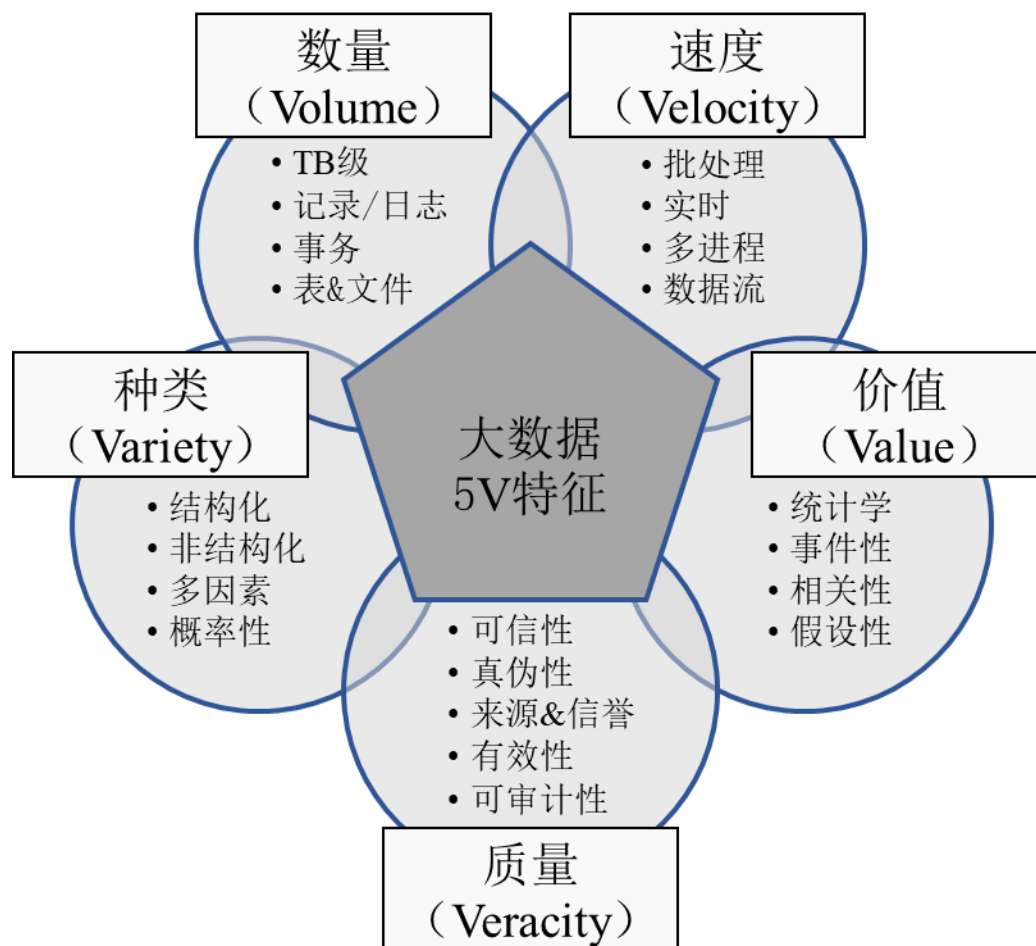 数量
（Volume）
• TB级
• 记录/日志
• 事务
• 表&文件
速度
（Velocity）
• 批处理
• 实时
• 多进程
• 数据流
种类
（Variety）
• 结构化
• 非结构化
• 多因素
• 概率性
大数据
5V特征
价值
（Value）
• 统计学
• 事件性
• 相关性
• 假设性
• 可信性
• 真伪性
• 来源&信誉
• 有效性
• 可审计性
质量
（Veracity）